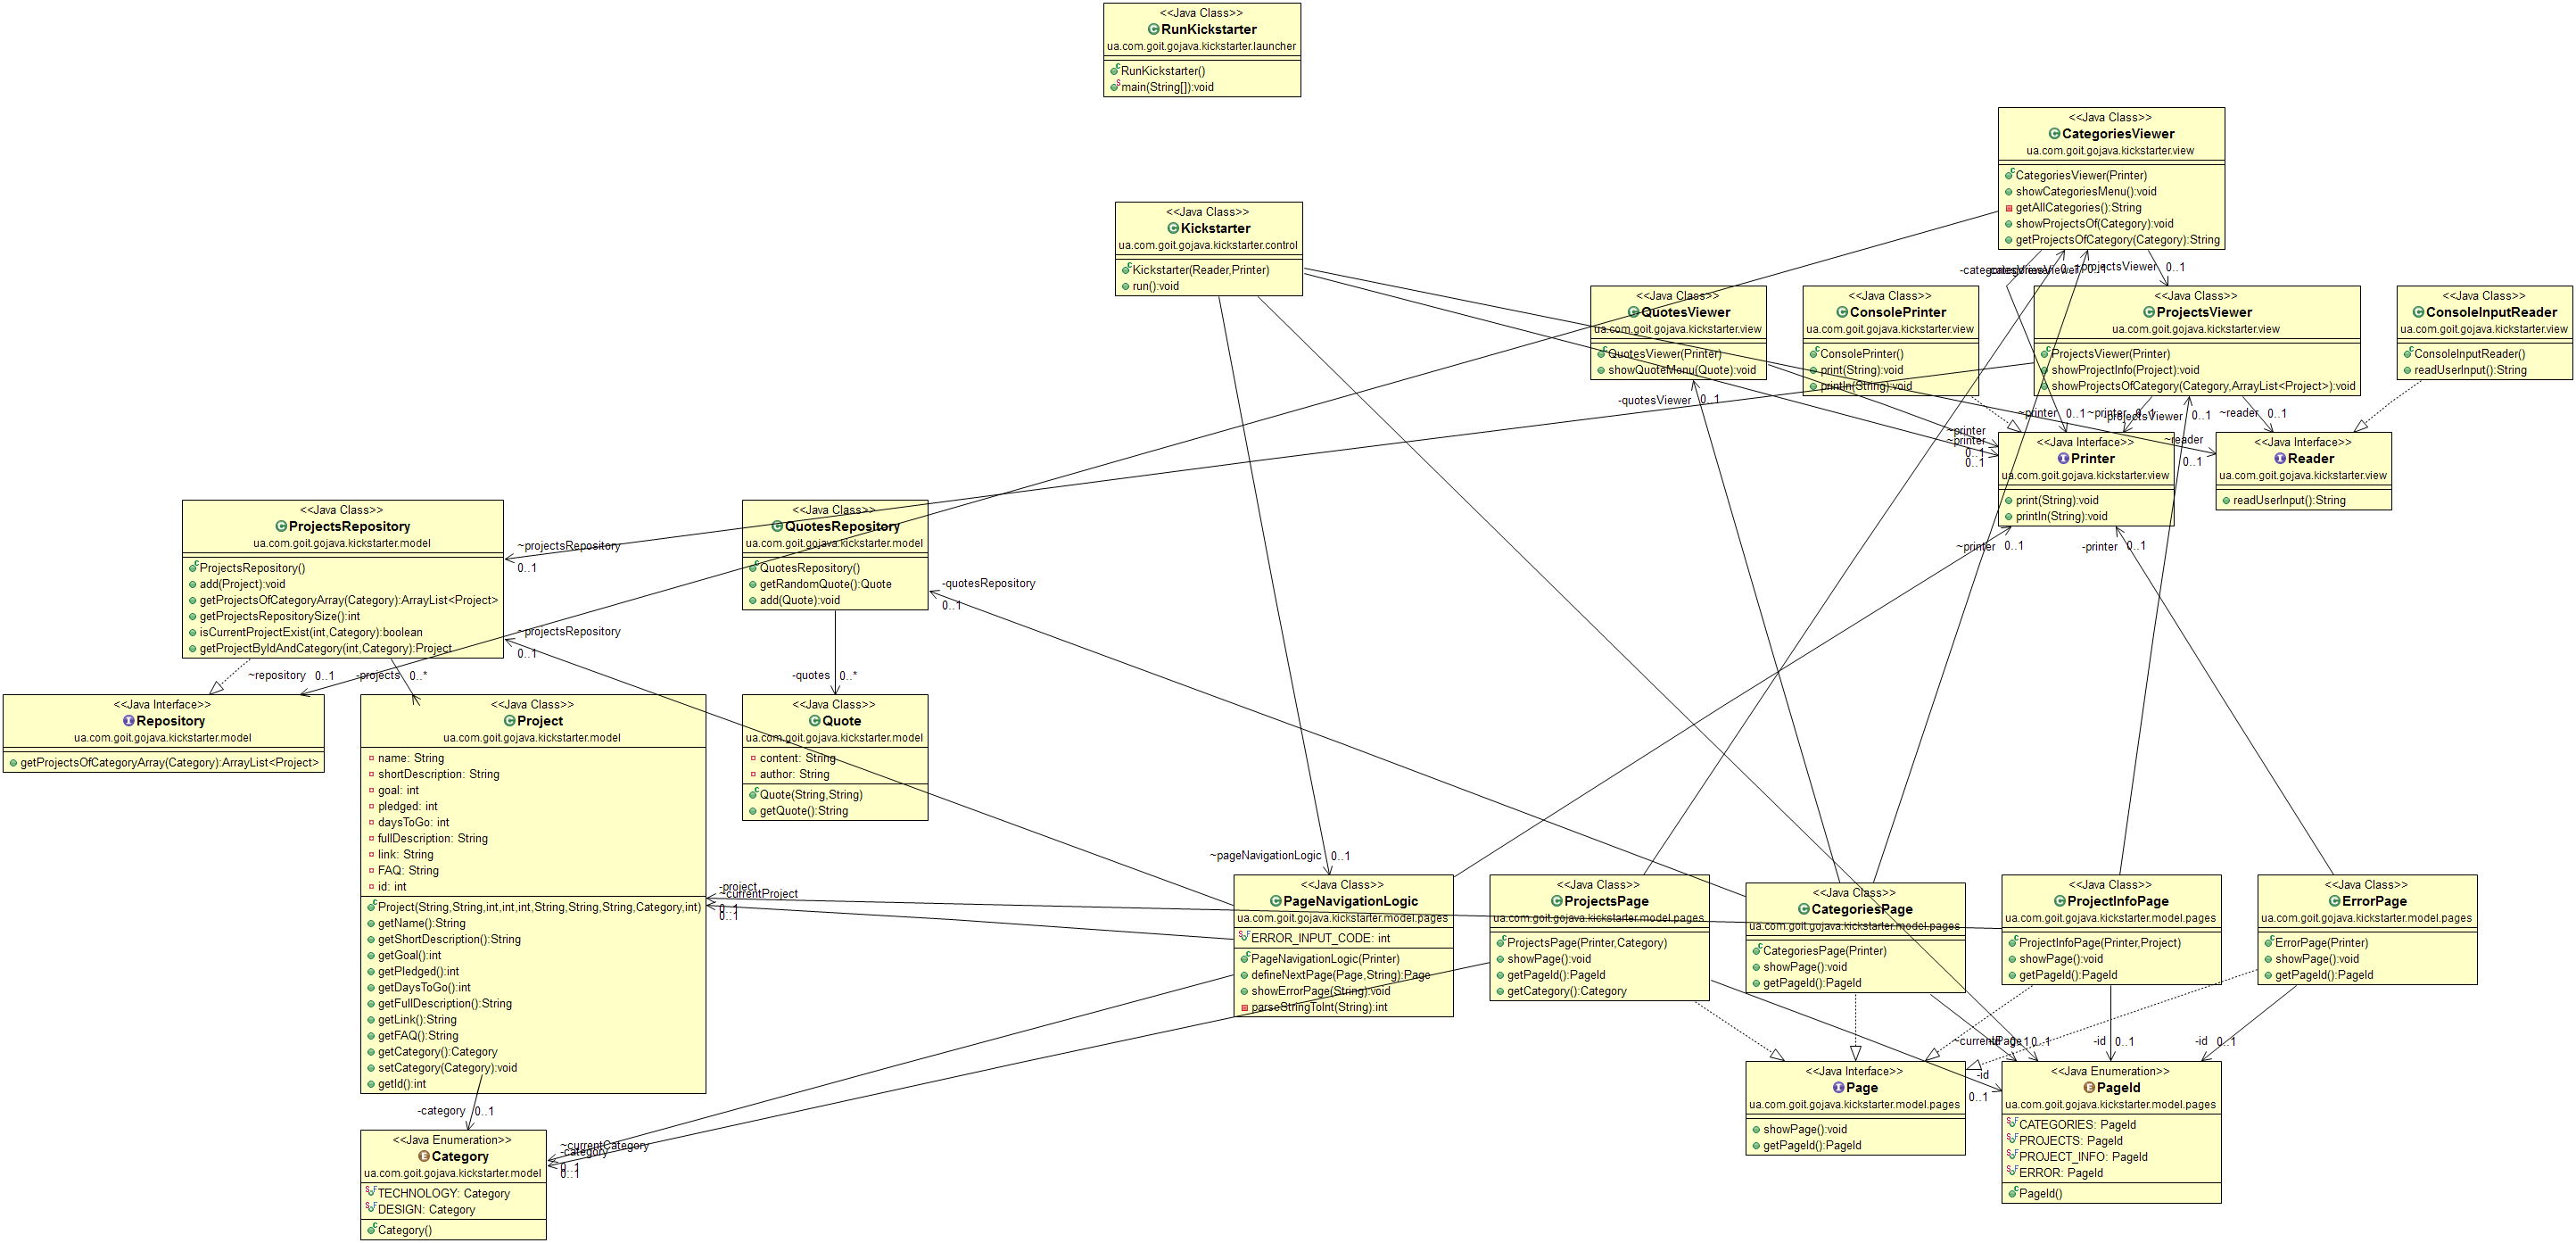 <<Java Class>>
RunKickstarter
ua.com.goit.gojava.kickstarter.launcher
RunKickstarter()
main(String[]):void
<<Java Class>>
CategoriesViewer
ua.com.goit.gojava.kickstarter.view
CategoriesViewer(Printer)
showCategoriesMenu():void
getAllCategories():String
showProjectsOf(Category):void
getProjectsOfCategory(Category):String
<<Java Class>>
Kickstarter
ua.com.goit.gojava.kickstarter.control
Kickstarter(Reader,Printer)
run():void
-categoriesViewer
0..1
~projectsViewer
0..1
<<Java Class>>
QuotesViewer
ua.com.goit.gojava.kickstarter.view
QuotesViewer(Printer)
showQuoteMenu(Quote):void
<<Java Class>>
ConsolePrinter
ua.com.goit.gojava.kickstarter.view
ConsolePrinter()
print(String):void
println(String):void
<<Java Class>>
ProjectsViewer
ua.com.goit.gojava.kickstarter.view
ProjectsViewer(Printer)
showProjectInfo(Project):void
showProjectsOfCategory(Category,ArrayList<Project>):void
<<Java Class>>
ConsoleInputReader
ua.com.goit.gojava.kickstarter.view
ConsoleInputReader()
readUserInput():String
-quotesViewer
0..1
~printer
0..1
~printer
0..1
projectsViewer
0..1
~reader
0..1
~printer
~printer
0..1
0..1
~reader
0..1
<<Java Interface>>
Printer
ua.com.goit.gojava.kickstarter.view
print(String):void
println(String):void
<<Java Interface>>
Reader
ua.com.goit.gojava.kickstarter.view
readUserInput():String
~printer
0..1
-printer
0..1
<<Java Class>>
ProjectsRepository
ua.com.goit.gojava.kickstarter.model
ProjectsRepository()
add(Project):void
getProjectsOfCategoryArray(Category):ArrayList<Project>
getProjectsRepositorySize():int
isCurrentProjectExist(int,Category):boolean
getProjectByIdAndCategory(int,Category):Project
~projectsRepository
0..1
~projectsRepository
0..1
<<Java Class>>
QuotesRepository
ua.com.goit.gojava.kickstarter.model
QuotesRepository()
getRandomQuote():Quote
add(Quote):void
-quotesRepository
0..1
~repository
0..1
-projects
0..*
-quotes
0..*
<<Java Interface>>
Repository
ua.com.goit.gojava.kickstarter.model
getProjectsOfCategoryArray(Category):ArrayList<Project>
<<Java Class>>
Project
ua.com.goit.gojava.kickstarter.model
name: String
shortDescription: String
goal: int
pledged: int
daysToGo: int
fullDescription: String
link: String
FAQ: String
id: int
Project(String,String,int,int,int,String,String,String,Category,int)
getName():String
getShortDescription():String
getGoal():int
getPledged():int
getDaysToGo():int
getFullDescription():String
getLink():String
getFAQ():String
getCategory():Category
setCategory(Category):void
getId():int
<<Java Class>>
Quote
ua.com.goit.gojava.kickstarter.model
content: String
author: String
Quote(String,String)
getQuote():String
~pageNavigationLogic
0..1
-project
~currentProject
0..1
0..1
<<Java Class>>
PageNavigationLogic
ua.com.goit.gojava.kickstarter.model.pages
ERROR_INPUT_CODE: int
PageNavigationLogic(Printer)
defineNextPage(Page,String):Page
showErrorPage(String):void
parseStringToInt(String):int
<<Java Class>>
ProjectsPage
ua.com.goit.gojava.kickstarter.model.pages
ProjectsPage(Printer,Category)
showPage():void
getPageId():PageId
getCategory():Category
<<Java Class>>
CategoriesPage
ua.com.goit.gojava.kickstarter.model.pages
CategoriesPage(Printer)
showPage():void
getPageId():PageId
<<Java Class>>
ProjectInfoPage
ua.com.goit.gojava.kickstarter.model.pages
ProjectInfoPage(Printer,Project)
showPage():void
getPageId():PageId
<<Java Class>>
ErrorPage
ua.com.goit.gojava.kickstarter.model.pages
ErrorPage(Printer)
showPage():void
getPageId():PageId
~currentPage
0..1
-id
0..1
-id
0..1
-id
0..1
<<Java Interface>>
Page
ua.com.goit.gojava.kickstarter.model.pages
showPage():void
getPageId():PageId
<<Java Enumeration>>
PageId
ua.com.goit.gojava.kickstarter.model.pages
CATEGORIES: PageId
PROJECTS: PageId
PROJECT_INFO: PageId
ERROR: PageId
PageId()
-category
0..1
<<Java Enumeration>>
Category
ua.com.goit.gojava.kickstarter.model
TECHNOLOGY: Category
DESIGN: Category
Category()
~currentCategory
-category
0..1
0..1